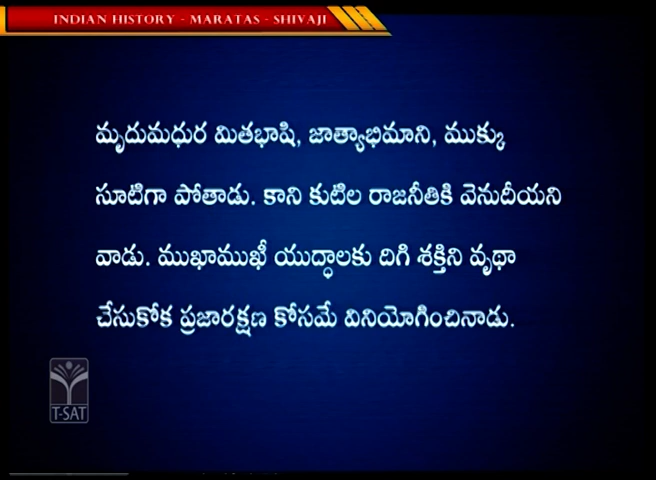 INDIAN HISTORY - MARATAS - SHIVAJI
మృదుమధుర మితభాషి, జాత్యాభిమాని, ముక్కు
సూటిగా పోతాడు. కాని కుటిల రాజనీతికి వెనుదీయని
వాడు. ముఖాముఖీ యుద్ధాలకు దిగి శక్తిని వృథా
చేసుకోక ప్రజారక్షణ కోసమే వినియోగించినాడు.
T-SAT